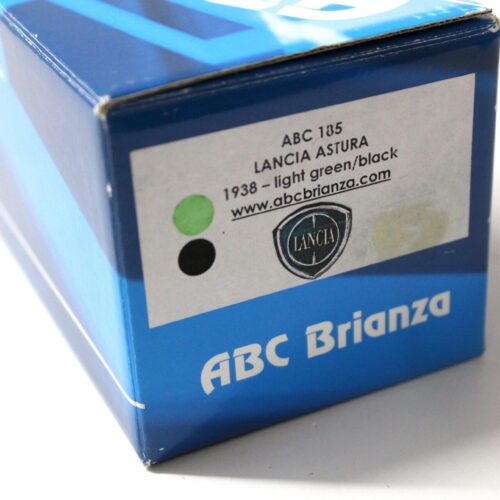 ABC 185
LANCIA ASTURA
1938 – light green/black
www.abcbrianza.com
LANCIA
ABC Brianza